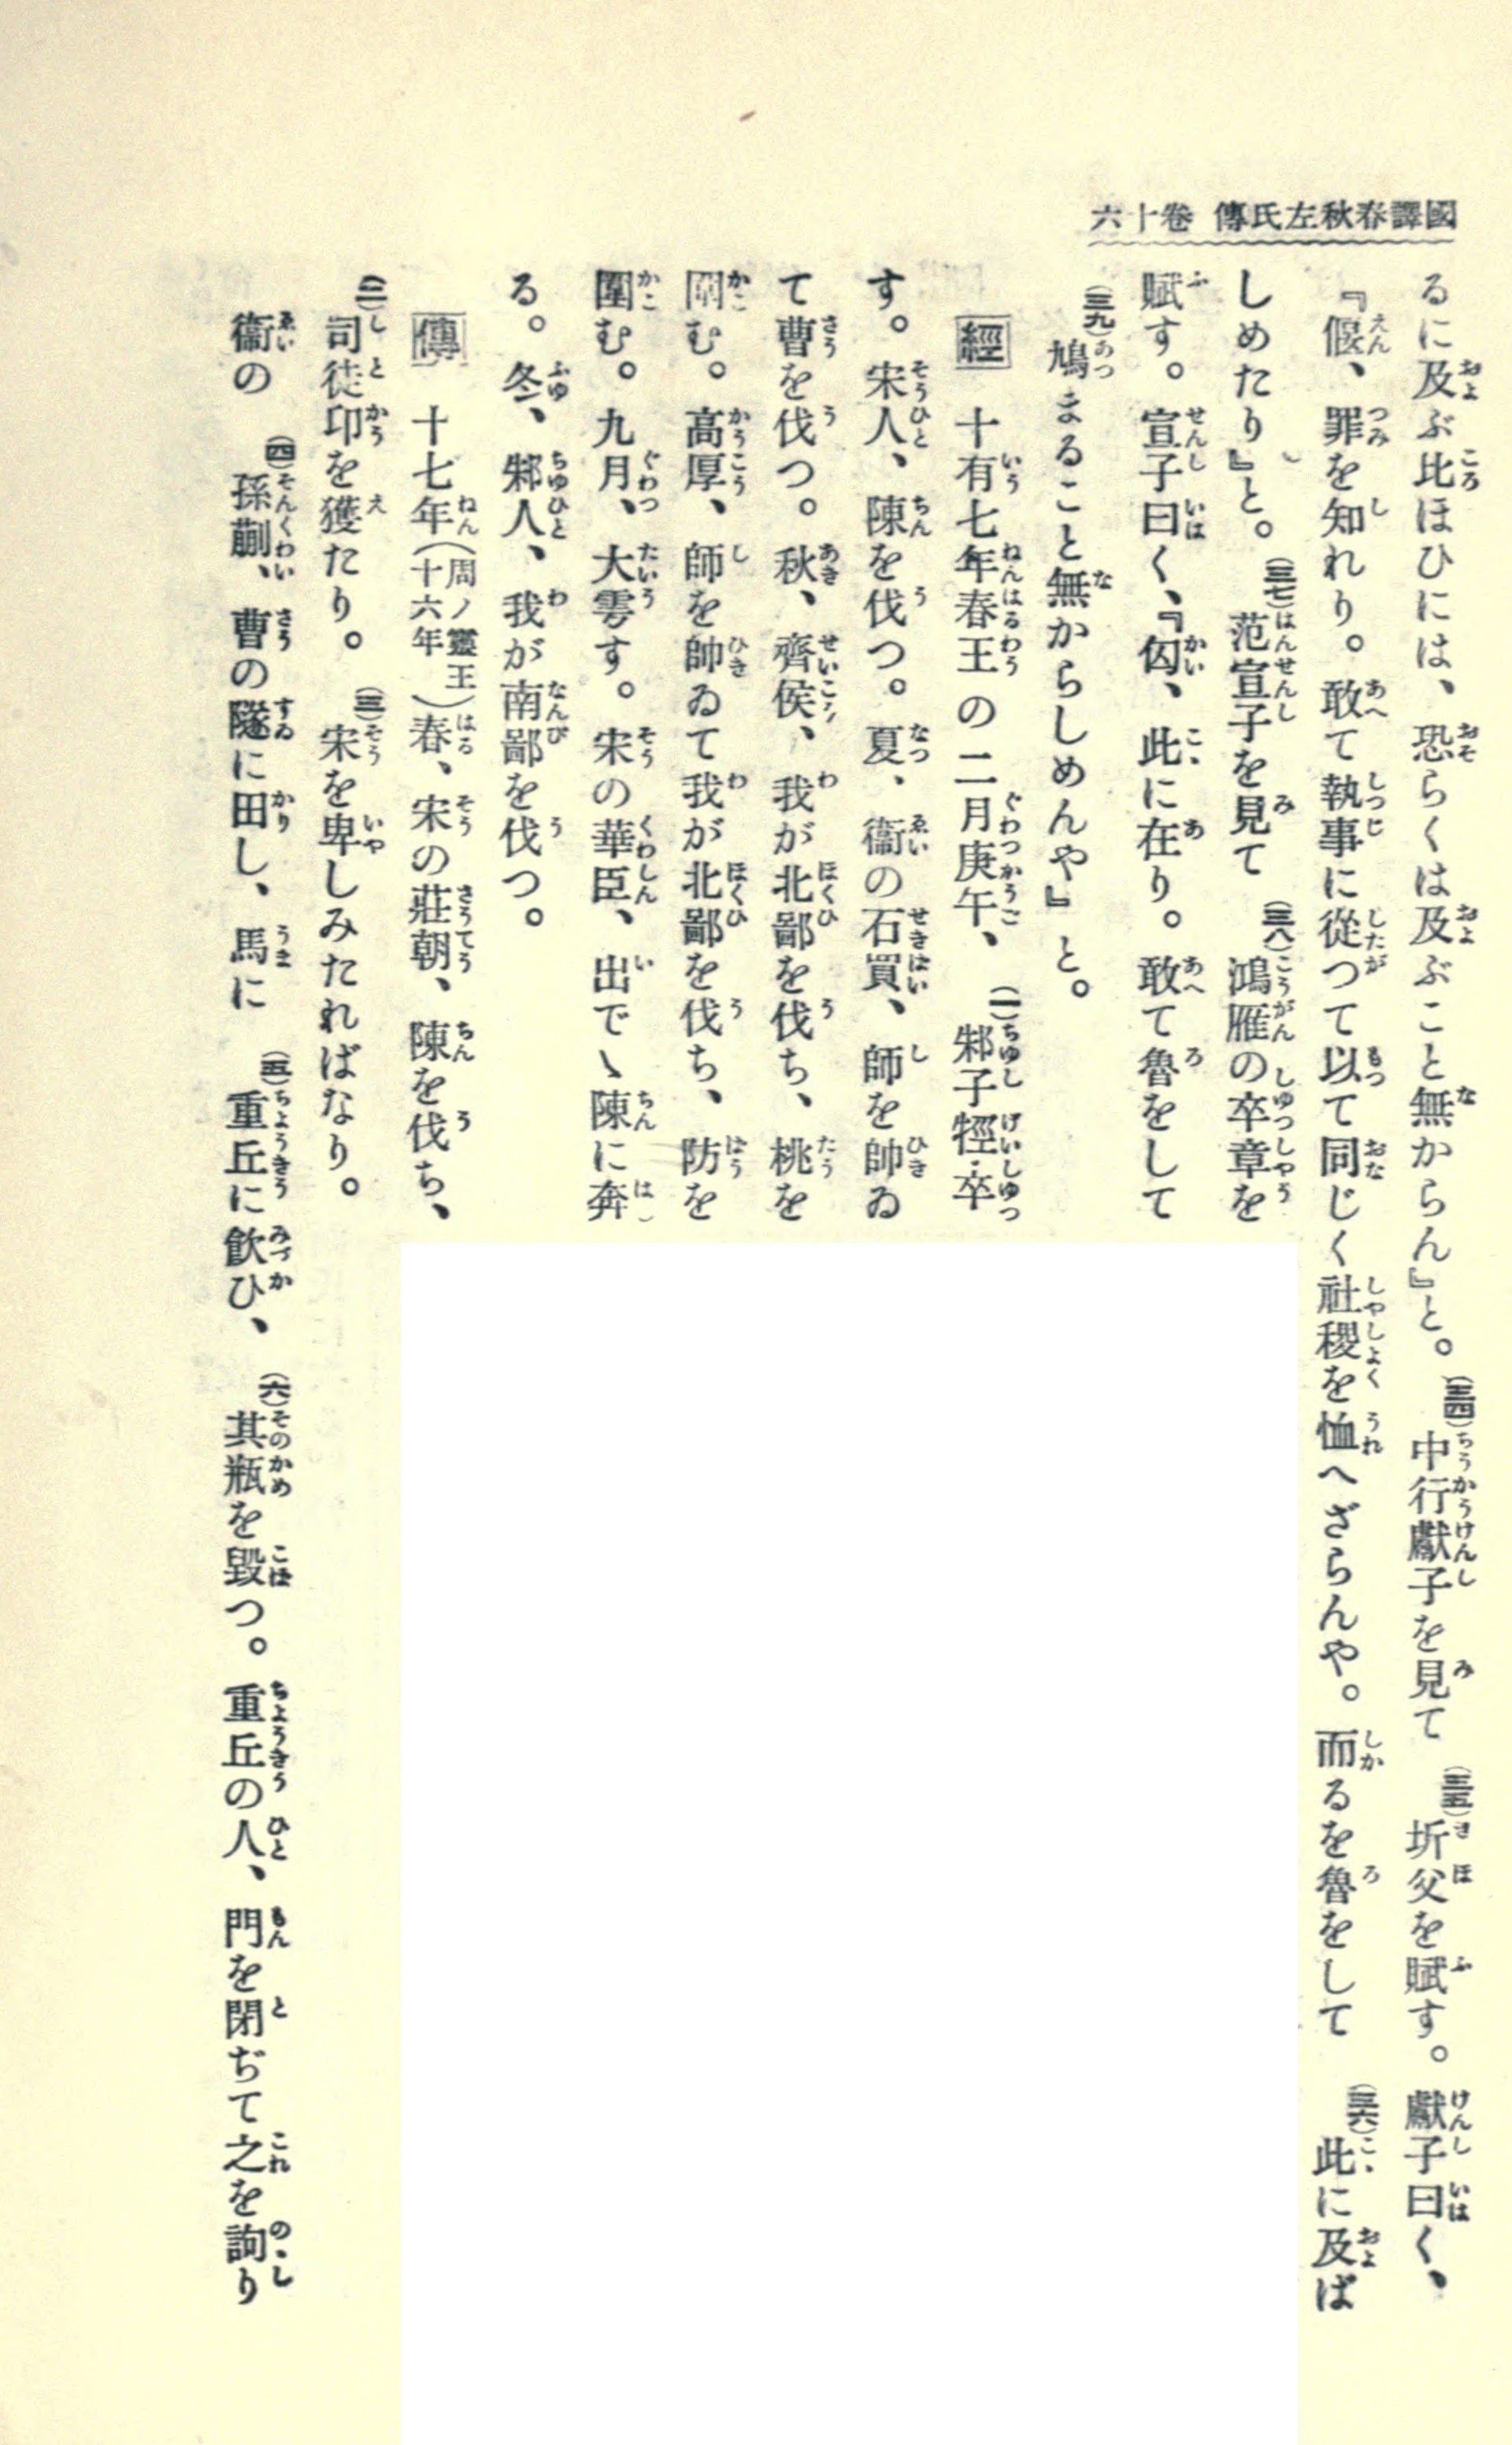 國譯春秋左氏傳 卷十六
るに及ぶ比ほひには、恐らくは及ぶこと無からん』と。(三四)中行獻子を見て(三五)圻父を賦す。獻子曰く、
『偃、罪を知れり。敢て執事に從つて以て同じく社稷を恤へざらんや。而るを魯をして(三六)此に及ば
しめたり』と。(三七)范宣子を見て(三八)鴻雁の卒章を
賦す。宣子曰く、『匃、此に在り。敢て魯をして
(三九)鳩まること無からしめんや』と。
經 十有七年春王の二月庚午、(一)邾子牼卒
す。宋人、陳を伐つ。夏、衞の石買、師を帥ゐ
て曹を伐つ。秋、齊侯、我が北鄙を伐ち、桃を
圍む。高厚、師を帥ゐて我が北鄙を伐ち、防を
圍む。九月、大雩す。宋の華臣、出でゝ陳に奔
る。冬、邾人、我が南鄙を伐つ。
傳 十七年(周ノ靈王十六年)春、宋の莊朝、陳を伐ち、
(二)司徒卬を獲たり。(三)宋を卑しみたればなり。
衞の(四)孫蒯、曹の隧に田し、馬に(五)重丘に飮ひ、(六)其瓶を毀つ。重丘の人、門を閉ぢて之を訽り